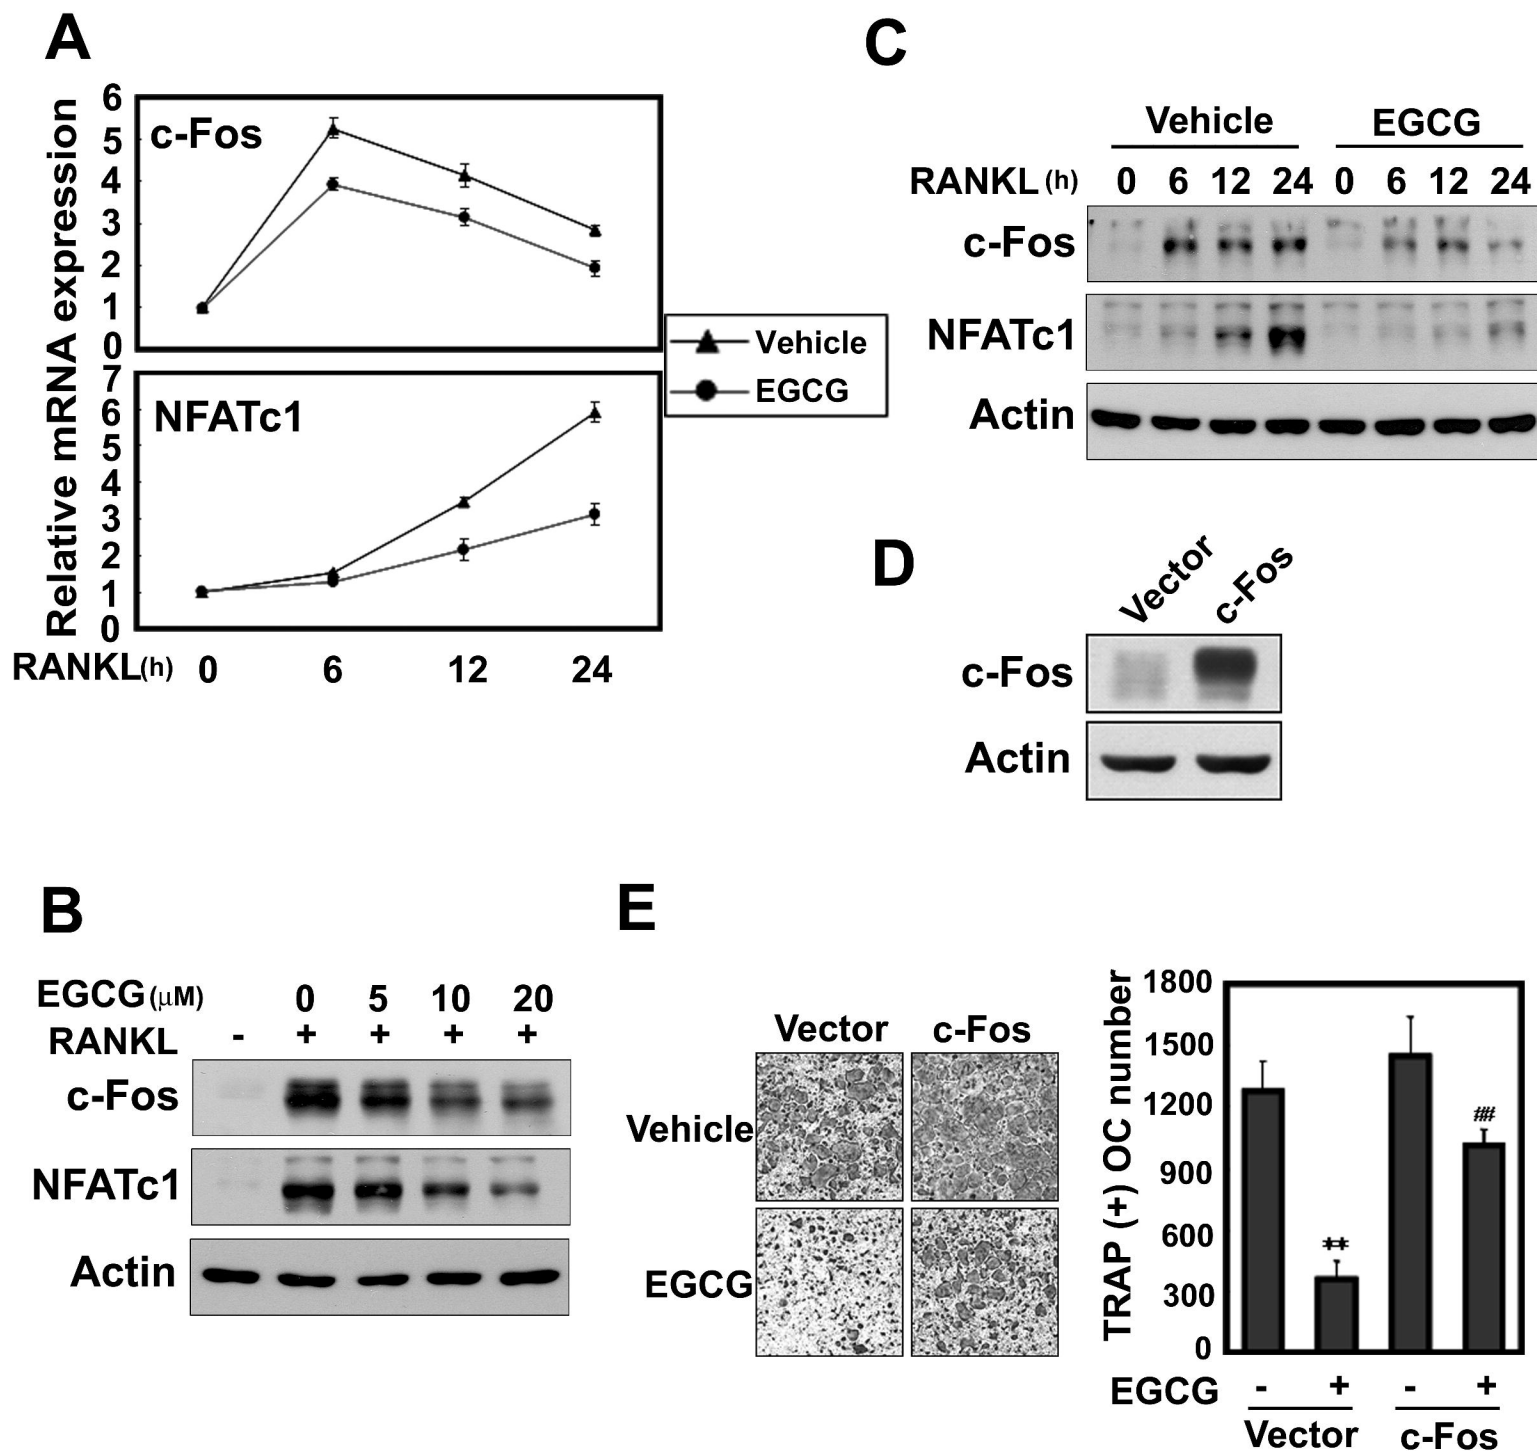 A
6
5
4
3
2
1
0
c-Fos
7
6
5
4
3
2
1
0
NFATc1
Relative mRNA expression
RANKL(h) 0 6 12 24
Vehicle
EGCG
C
Vehicle EGCG
RANKL (h) 0 6 12 24 0 6 12 24
c-Fos
NFATc1
Actin
D
Vector c-Fos
c-Fos
Actin
B
EGCG (μM) 0 5 10 20
RANKL - + + + +
c-Fos
NFATc1
Actin
E
Vector c-Fos
Vehicle
EGCG
TRAP (+) OC number
1800
1500
1200
900
600
300
0
‡‡
##
EGCG - + - +
Vector c-Fos